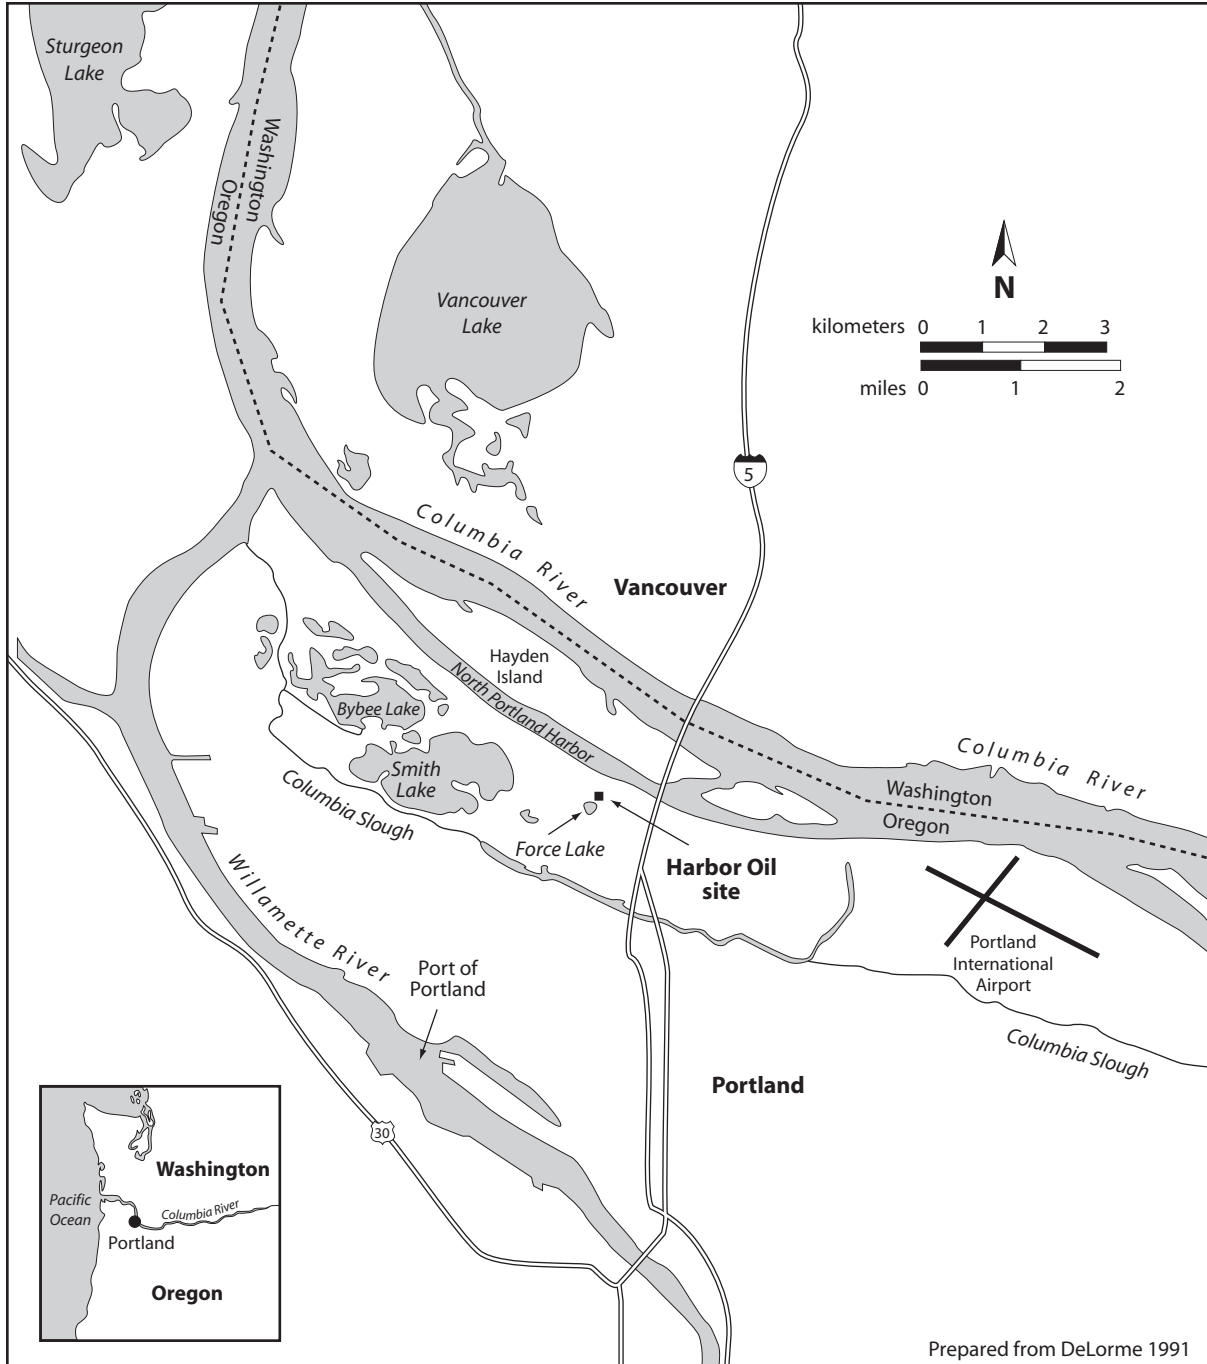 Sturgeon
Lake
Washington
Oregon
Vancouver
Lake
N
kilometers 0 1 2 3
miles 0 1 2
5
Columbia River
Vancouver
Hayden
Island
North Portland Harbor
Bybee Lake
Smith
Lake
Columbia Slough
Force Lake
Harbor Oil
site
Columbia River
Washington
Oregon
Portland
International
Airport
Columbia Slough
Willamette River
Port of
Portland
Portland
30
Washington
Pacific
Ocean
Columbia River
Portland
Oregon
Prepared from DeLorme 1991